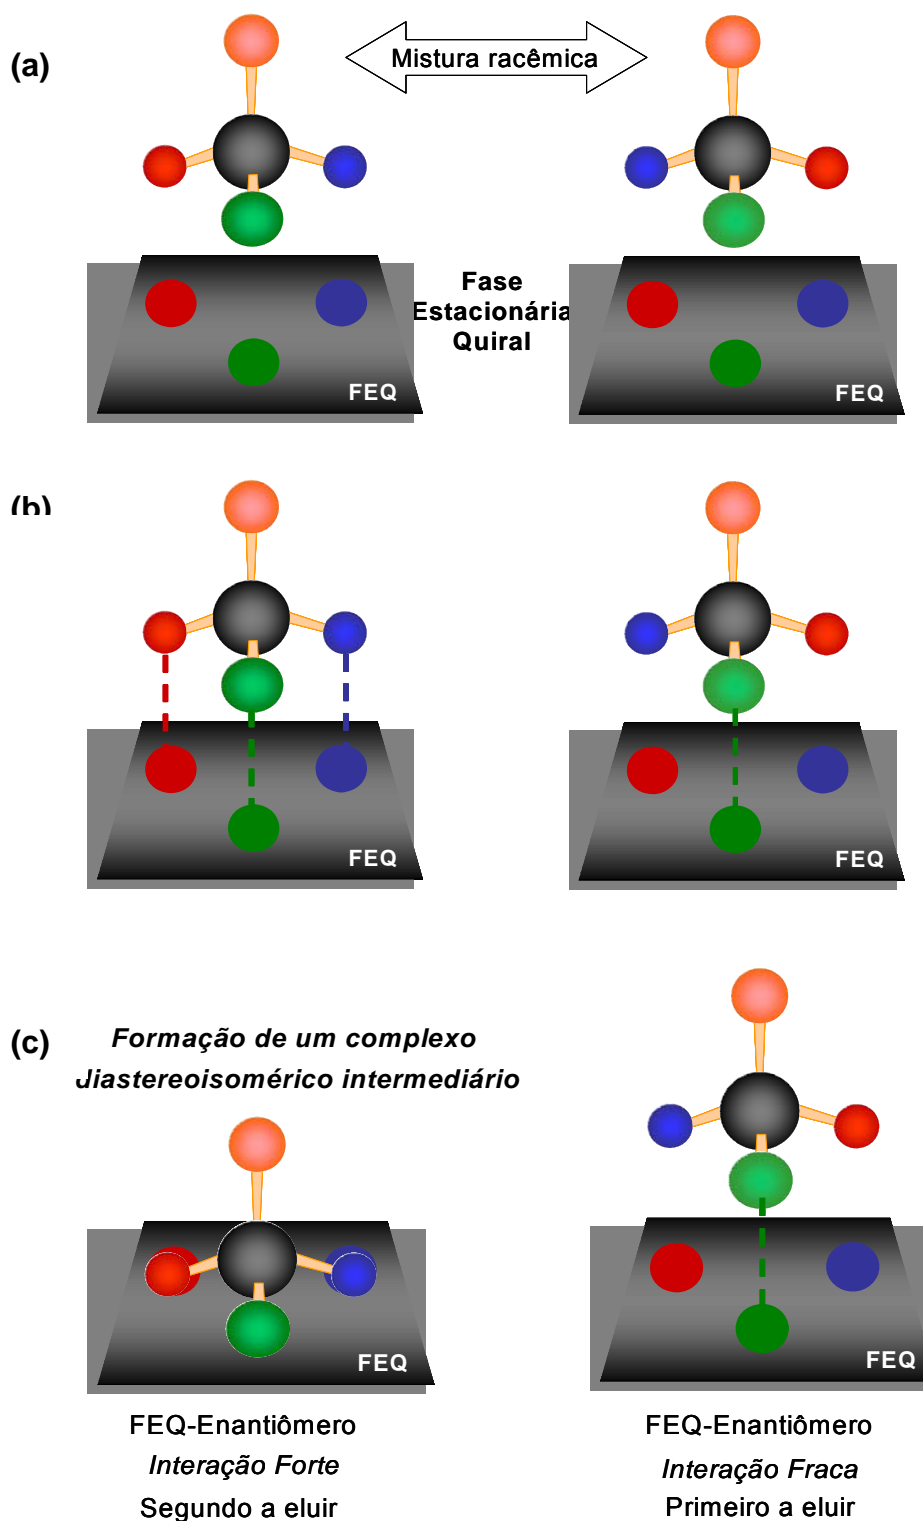 (a)
Mistura racêmica
Fase
Estacionária
Quiral
FEQ
FEQ
(b)
FEQ
FEQ
(c)
Formação de um complexo
diastereoisomérico intermediário
FEQ
FEQ
FEQ-Enantiômero
Interação Forte
Segundo a eluir
FEQ-Enantiômero
Interação Fraca
Primeiro a eluir